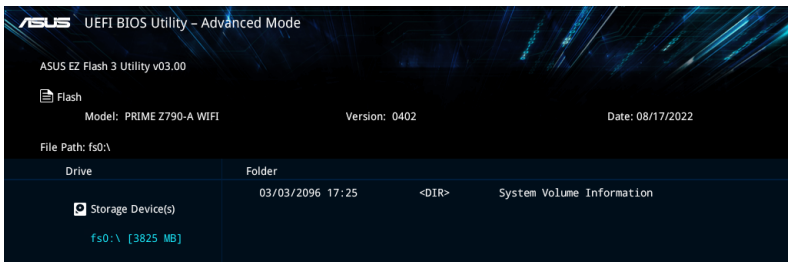 ASUS UEFI BIOS Utility – Advanced Mode
ASUS EZ Flash 3 Utility v03.00
Flash
Model: PRIME Z790-A WIFI Version: 0402 Date: 08/17/2022
File Path: fs0:\
Drive Folder
03/03/2096 17:25 <DIR> System Volume Information
Storage Device(s)
fs0:\ [3825 MB]